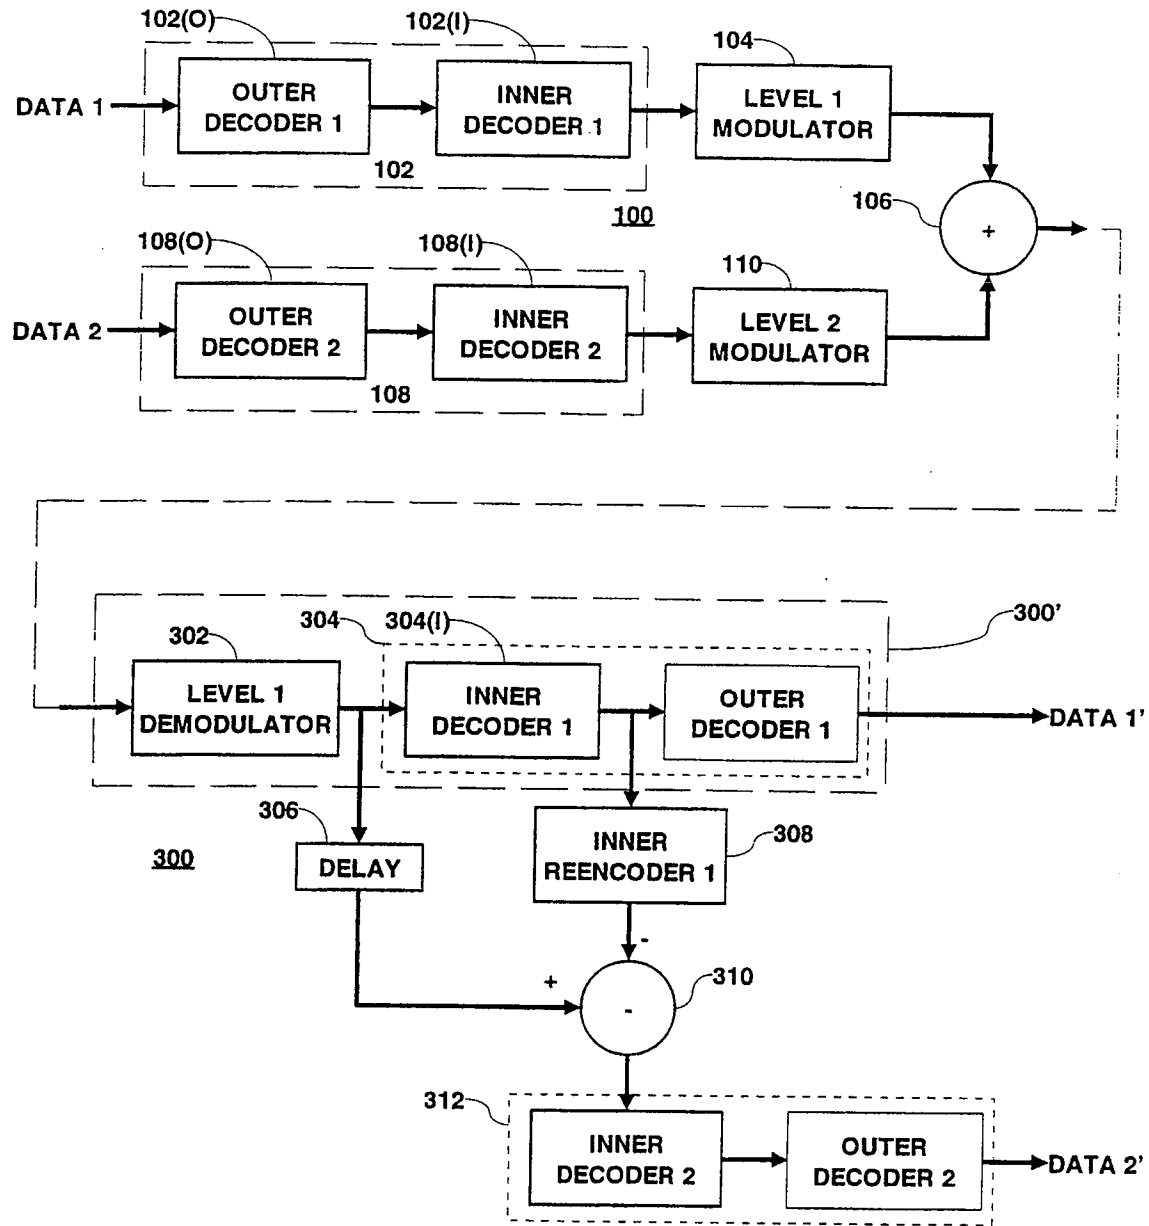 102(O)
102(I)
104
DATA 1
OUTER
DECODER 1
INNER
DECODER 1
LEVEL 1
MODULATOR
102
100
106
+
108(O)
108(I)
110
DATA 2
OUTER
DECODER 2
INNER
DECODER 2
LEVEL 2
MODULATOR
108
302
304
304(I)
300'
LEVEL 1
DEMODULATOR
INNER
DECODER 1
OUTER
DECODER 1
DATA 1'
306
300
DELAY
INNER
REENCODER 1
308
-
+
310
-
312
INNER
DECODER 2
OUTER
DECODER 2
DATA 2'